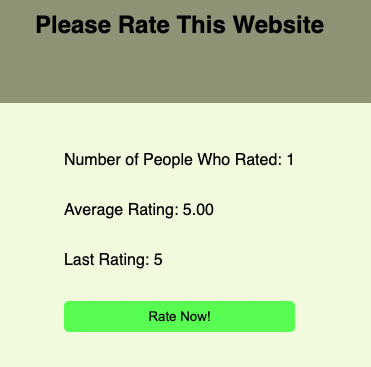 Please Rate This Website
Number of People Who Rated: 1
Average Rating: 5.00
Last Rating: 5
Rate Now!